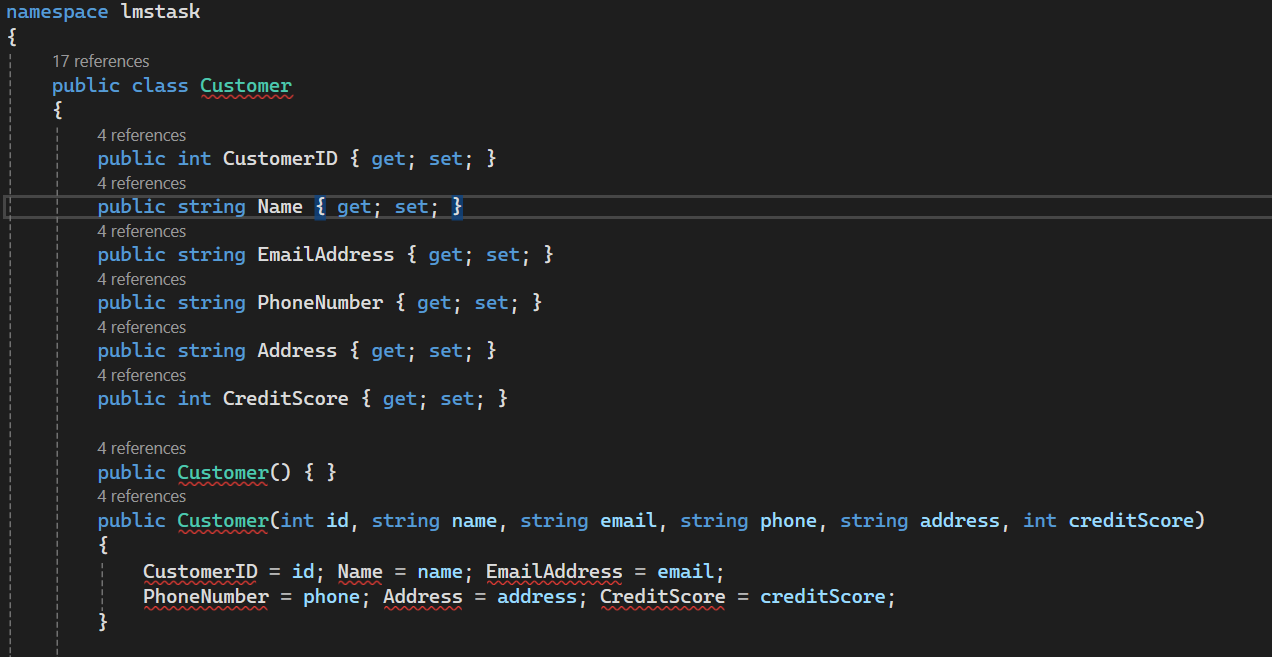 namespace lmstask
{
17 references
public class Customer
{
4 references
public int CustomerID { get; set; }
4 references
public string Name { get; set; }
4 references
public string EmailAddress { get; set; }
4 references
public string PhoneNumber { get; set; }
4 references
public string Address { get; set; }
4 references
public int CreditScore { get; set; }
4 references
public Customer() { }
4 references
public Customer(int id, string name, string email, string phone, string address, int creditScore)
{
CustomerID = id; Name = name; EmailAddress = email;
PhoneNumber = phone; Address = address; CreditScore = creditScore;
}